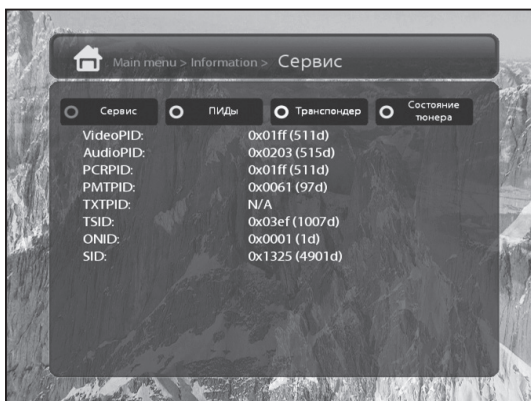 Main menu > Information > Сервис
Сервис ПИДы Транспондер Состояние тюнера
VideoPID: 0x01ff (511d)
AudioPID: 0x0203 (515d)
PCRPID: 0x01ff (511d)
PMTPID: 0x0061 (97d)
TXTPID: N/A
TSID: 0x03ef (1007d)
ONID: 0x0001 (1d)
SID: 0x1325 (4901d)